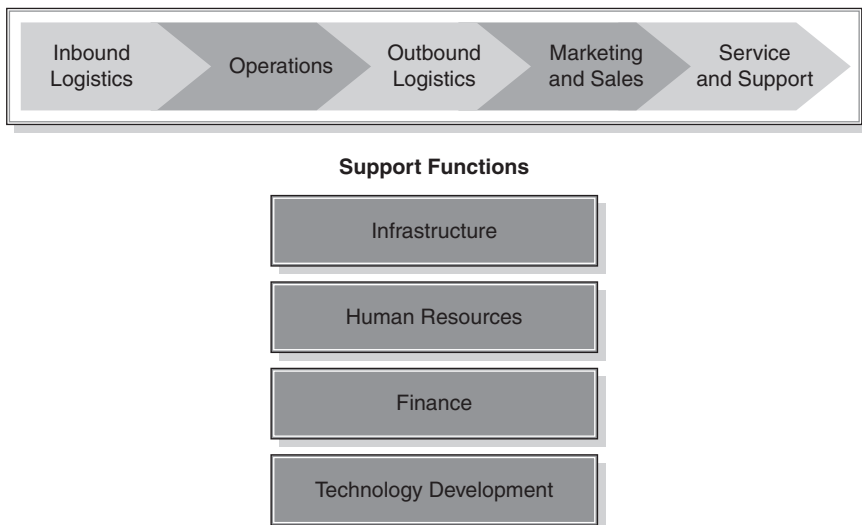 Inbound
Logistics
Operations
Outbound
Logistics
Marketing
and Sales
Service
and Support
Support Functions
Infrastructure
Human Resources
Finance
Technology Development